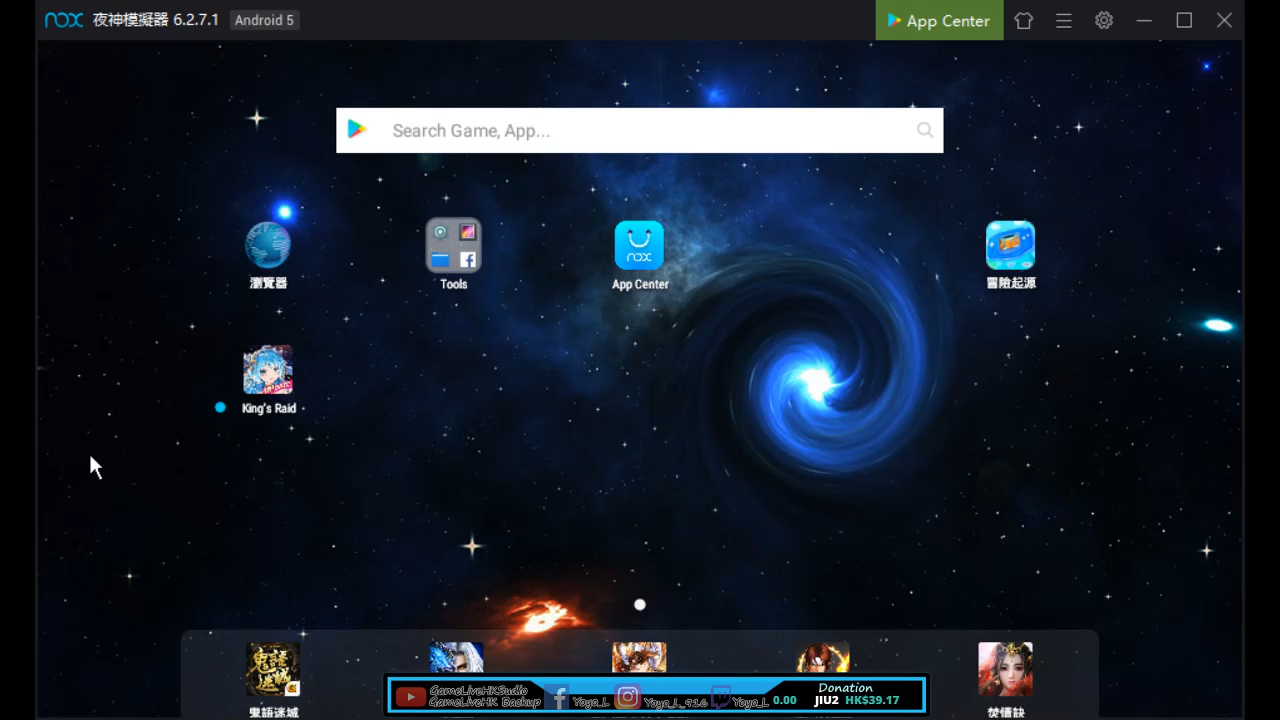 nox 夜神模擬器 6.2.7.1 Android 5
App Center
Search Game, App...
瀏覽器
Tools
nox
App Center
冒險起源
King's Raid
鬼語迷城
焚情訣
GameLiveHKSudio
GameLiveHK Backup
Yoyo_L
Yoyo_L_916
Yoyo_L
0.00
Donation
JIU2 HK$39.17